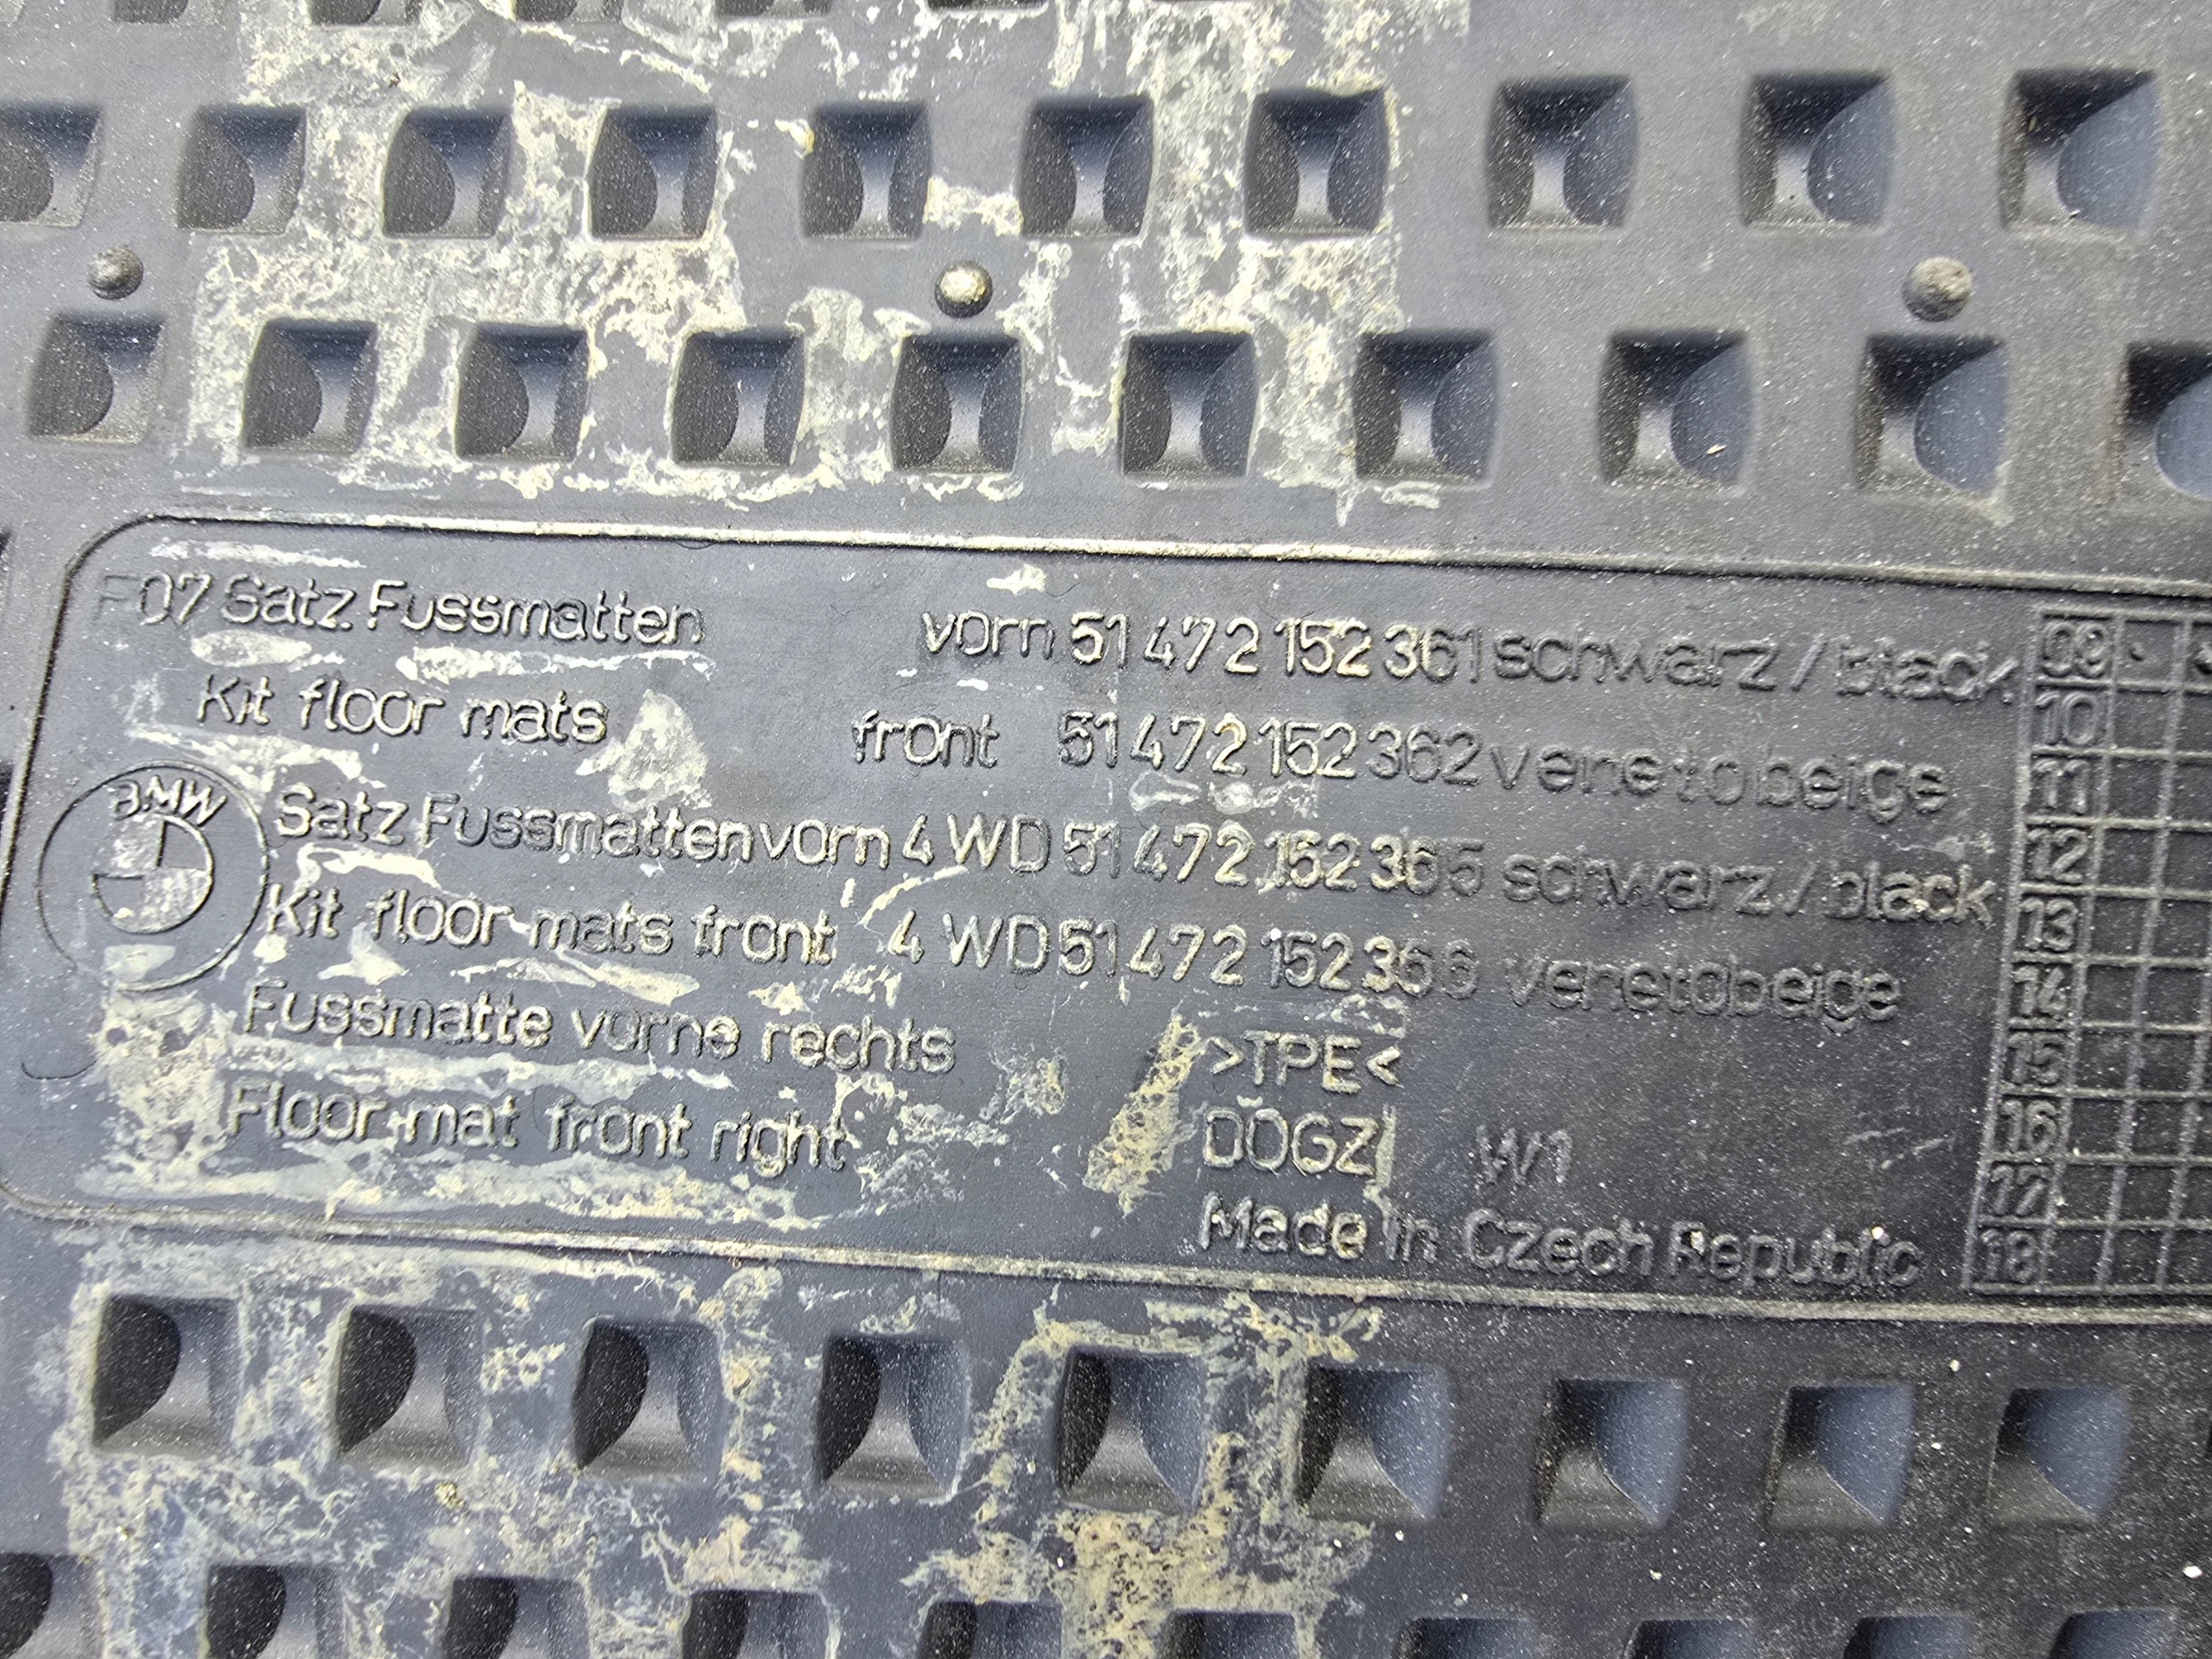 F07 Satz Fussmatten vorn 51 47 2 152 361 schwarz / black
Kit floor mats front 51 47 2 152 362 venetobeige
BMW
Satz Fussmatten vorn 4 WD 51 47 2 152 365 schwarz / black
Kit floor mats front 4 WD 51 47 2 152 366 venetobeige
Fussmatte vorne rechts >TPE<
Floor mat front right DÖGZ W1
Made in Czech Republic
09
10
11
12
13
14
15
16
17
18